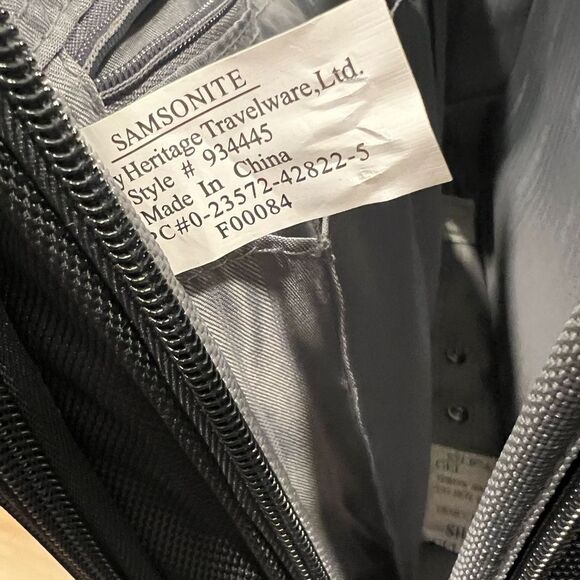 SAMSONITE
y Heritage Travelware, Ltd.
Style # 934445
Made In China
PC#0-23572-42822-5
F00084